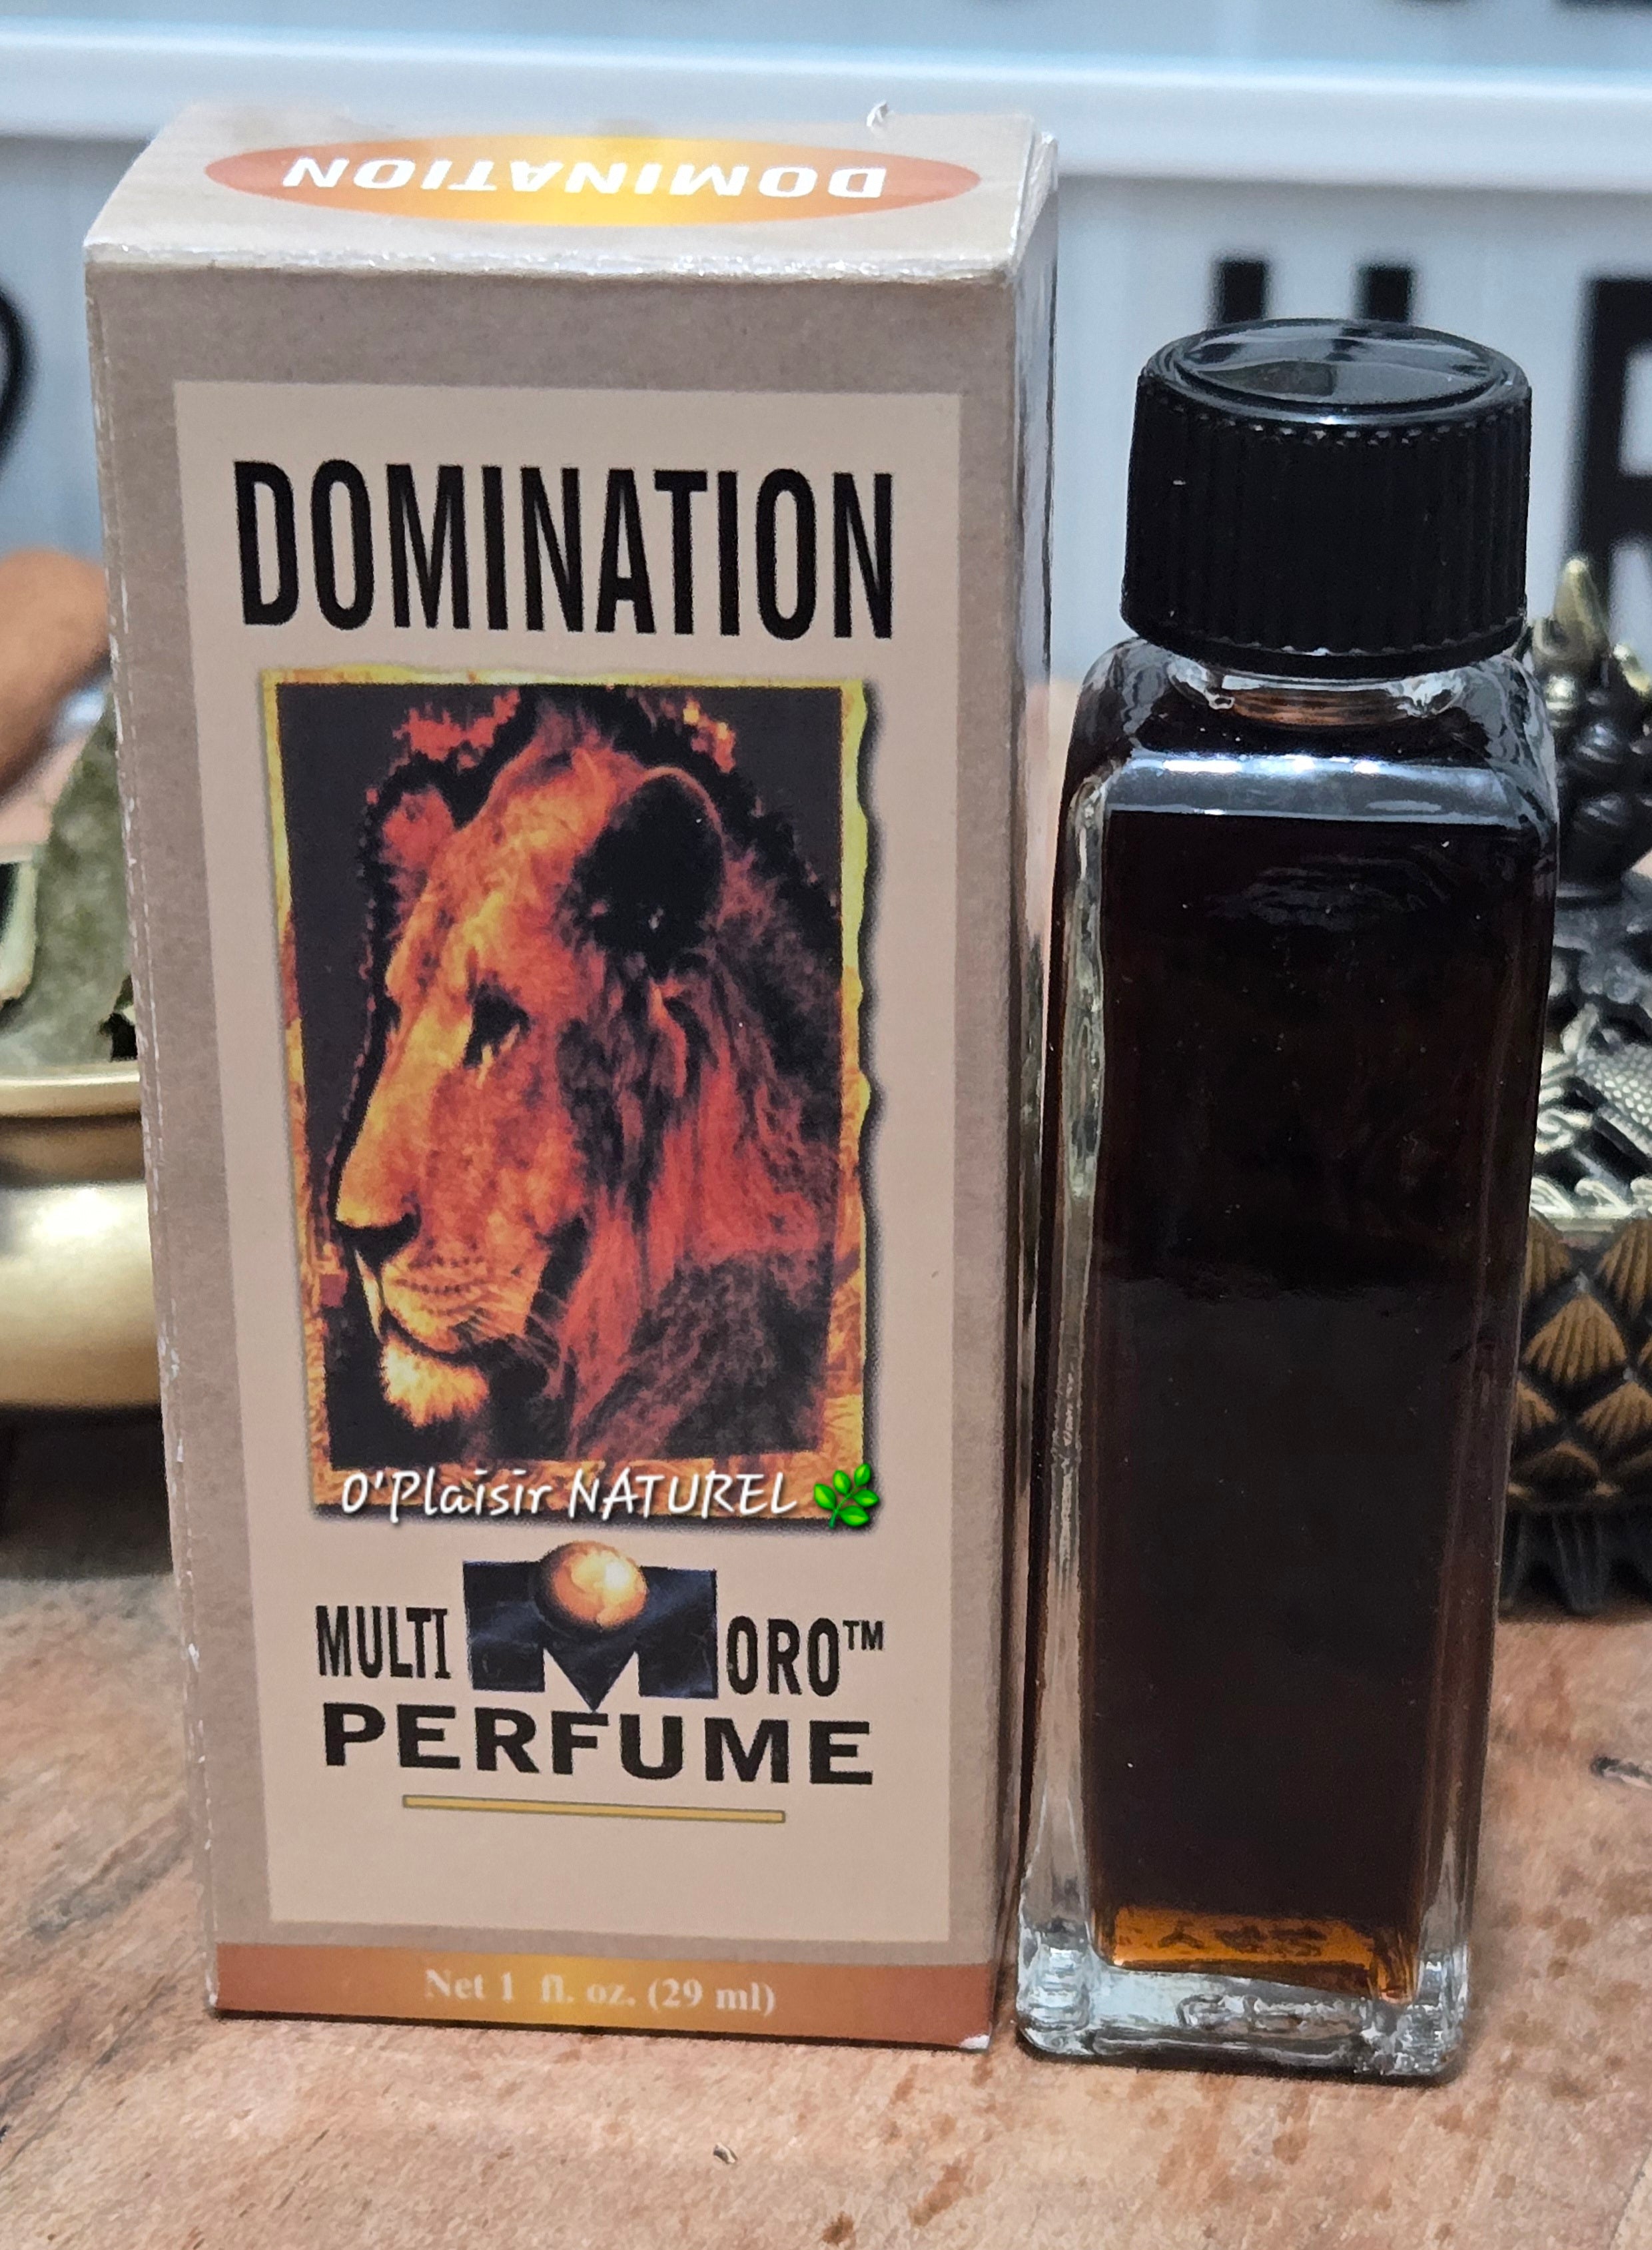 DOMINATION
DOMINATION
O'Plaisir NATUREL
MULTI M ORO™
PERFUME
Net 1 fl. oz. (29 ml)